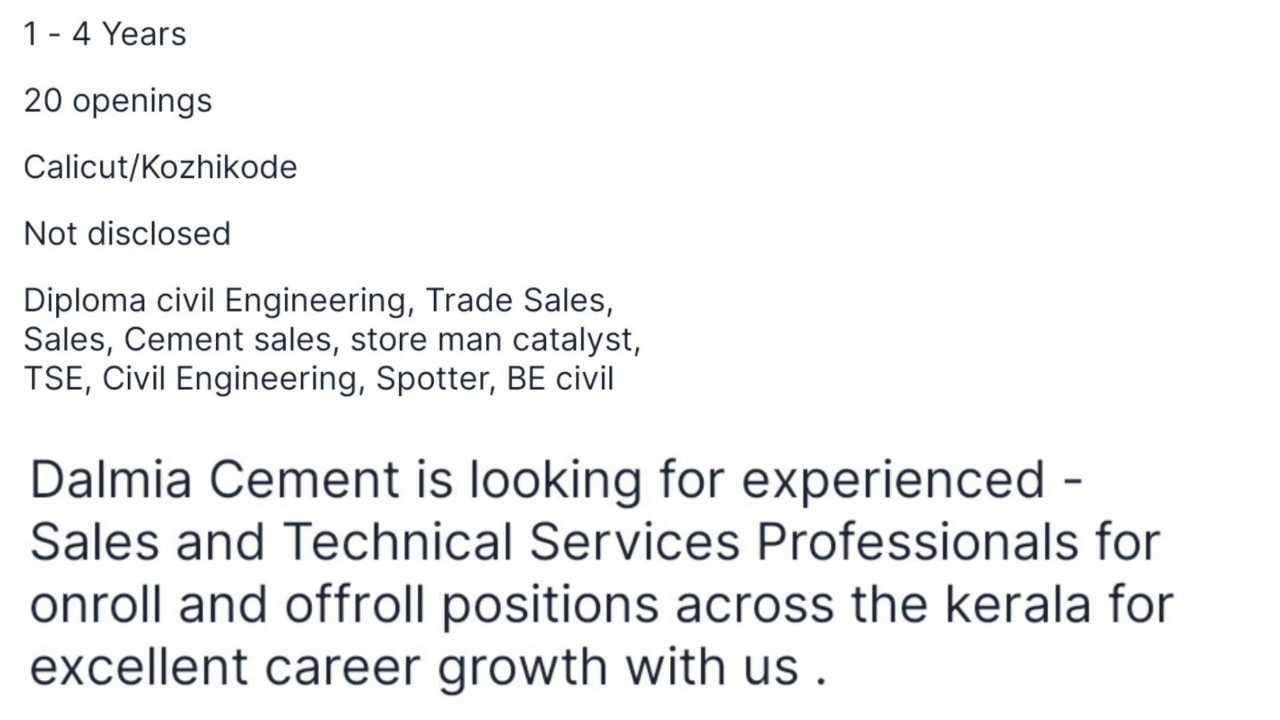 1 - 4 Years
20 openings
Calicut/Kozhikode
Not disclosed
Diploma civil Engineering, Trade Sales,
Sales, Cement sales, store man catalyst,
TSE, Civil Engineering, Spotter, BE civil
Dalmia Cement is looking for experienced -
Sales and Technical Services Professionals for
onroll and offroll positions across the kerala for
excellent career growth with us .